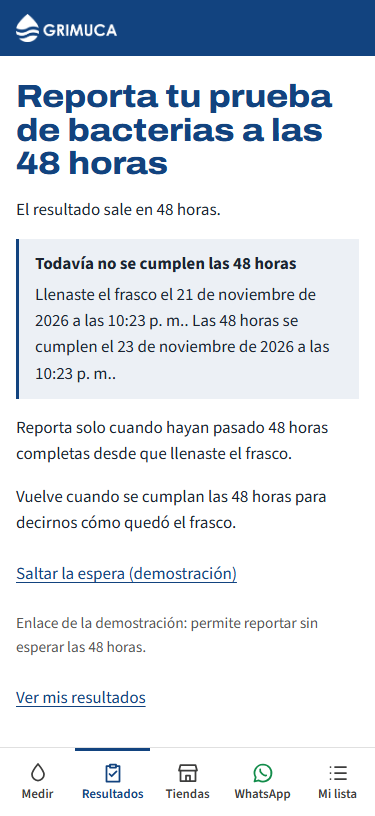 GRIMUCA
Reporta tu prueba
de bacterias a las
48 horas
El resultado sale en 48 horas.
Todavía no se cumplen las 48 horas
Llenaste el frasco el 21 de noviembre de
2026 a las 10:23 p. m.. Las 48 horas se
cumplen el 23 de noviembre de 2026 a las
10:23 p. m..
Reporta solo cuando hayan pasado 48 horas
completas desde que llenaste el frasco.
Vuelve cuando se cumplan las 48 horas para
decirnos cómo quedó el frasco.
Saltar la espera (demostración)
Enlace de la demostración: permite reportar sin
esperar las 48 horas.
Ver mis resultados
Medir Resultados Tiendas WhatsApp Mi lista